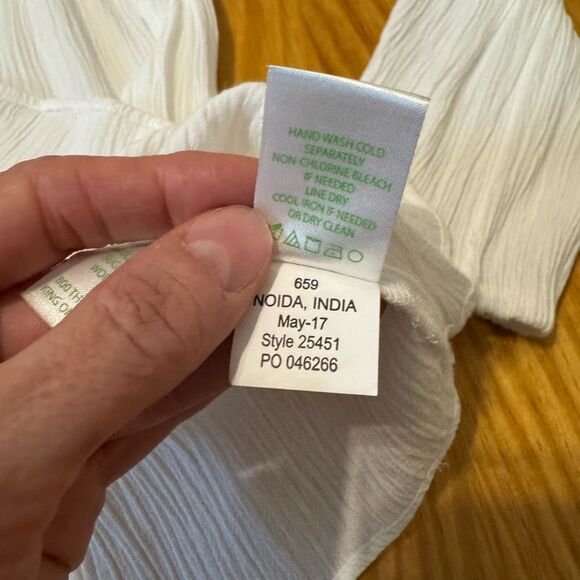 HAND WASH COLD
SEPARATELY
NON-CHLORINE BLEACH
IF NEEDED
LINE DRY
COOL IRON IF NEEDED
OR DRY CLEAN
659
NOIDA, INDIA
May-17
Style 25451
PO 046266